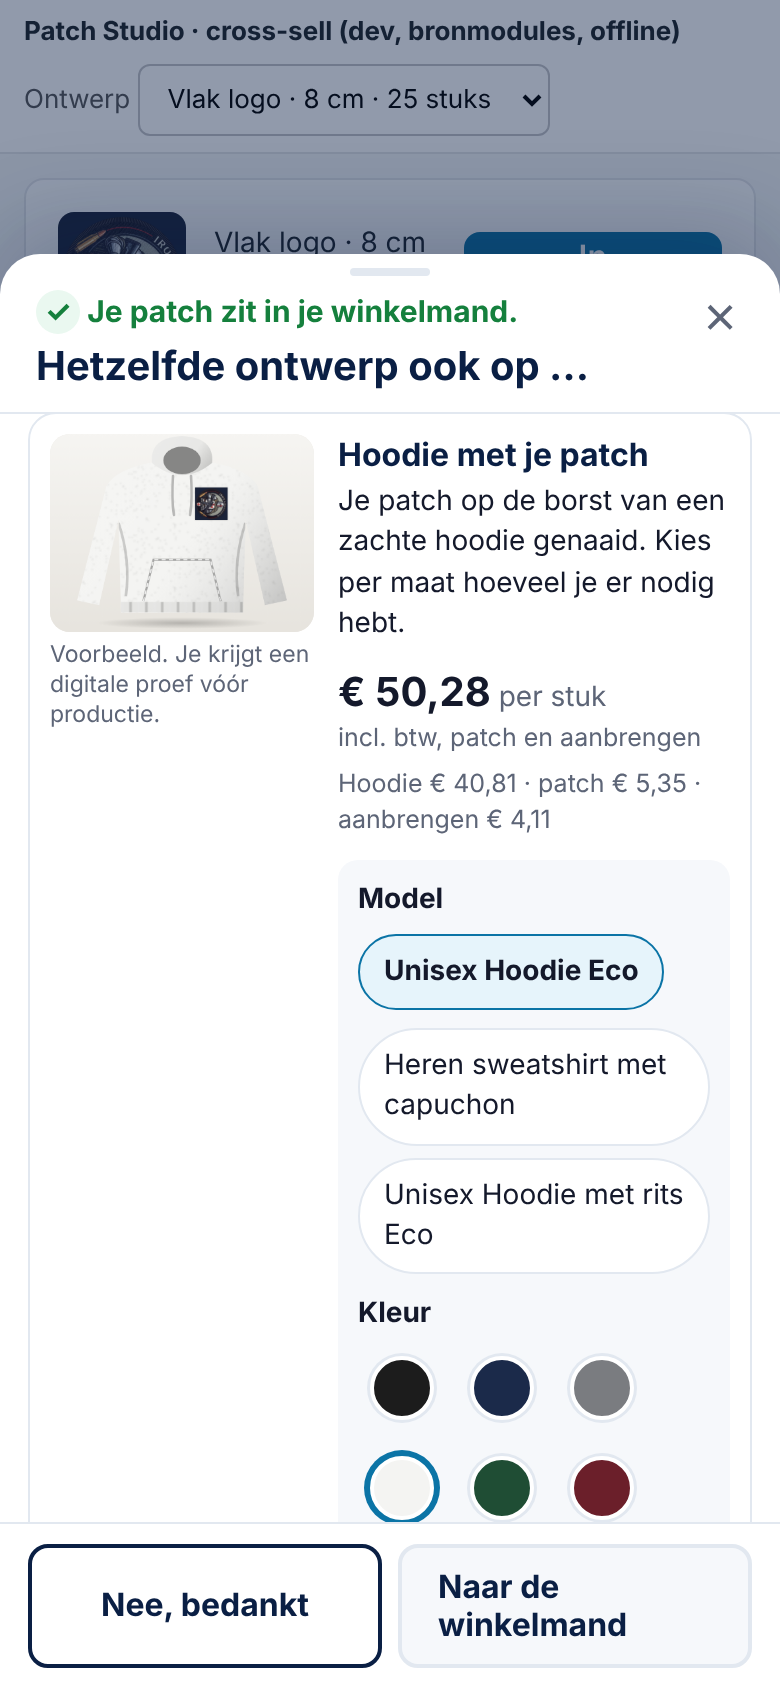 Patch Studio · cross-sell (dev, bronmodules, offline)
Ontwerp
Vlak logo · 8 cm · 25 stuks
Vlak logo · 8 cm
In
Je patch zit in je winkelmand.
Hetzelfde ontwerp ook op ...
Hoodie met je patch
Je patch op de borst van een
zachte hoodie genaaid. Kies
per maat hoeveel je er nodig
hebt.
Voorbeeld. Je krijgt een
digitale proef vóór
productie.
€ 50,28 per stuk
incl. btw, patch en aanbrengen
Hoodie € 40,81 · patch € 5,35 ·
aanbrengen € 4,11
Model
Unisex Hoodie Eco
Heren sweatshirt met
capuchon
Unisex Hoodie met rits
Eco
Kleur
Nee, bedankt
Naar de
winkelmand